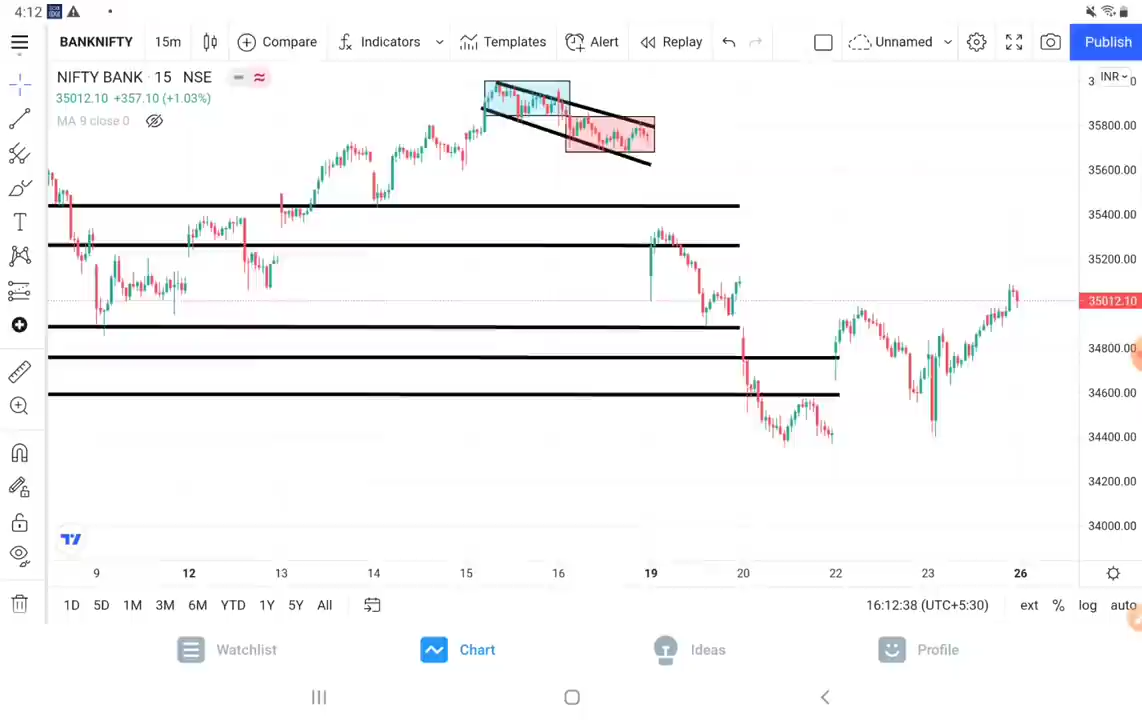 4:12
BANKNIFTY 15m Compare Indicators Templates Alert Replay Unnamed Publish
NIFTY BANK · 15 NSE
35012.10 +357.10 (+1.03%)
MA 9 close 0
INR
35800.00
35600.00
35400.00
35200.00
35012.10
34800.00
34600.00
34400.00
34200.00
34000.00
9 12 13 14 15 16 19 20 22 23 26
1D 5D 1M 3M 6M YTD 1Y 5Y All 16:12:38 (UTC+5:30) ext % log auto
Watchlist Chart Ideas Profile